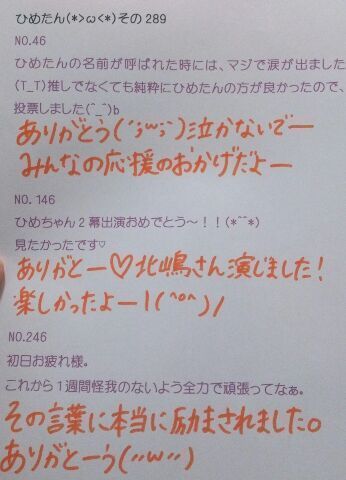 ひめたん(*>ω<*)その289
NO.46
ひめたんの名前が呼ばれた時には、マジで涙が出ました
(T_T)推しでなくても純粋にひめたんの方が良かったので、
投票しました(^_^)b
ありがとう(´;ω;`)泣かないでー
みんなの応援のおかげだよー
NO.146
ひめちゃん2幕出演おめでとう～！！(*^^*)
見たかったです♡
ありがとー♡北嶋さん演じました！
楽しかったよー！(^o^)/
NO.246
初日お疲れ様。
これから1週間怪我のないよう全力で頑張ってなぁ。
その言葉に本当に励まされました。
ありがとーう(´´ω``)